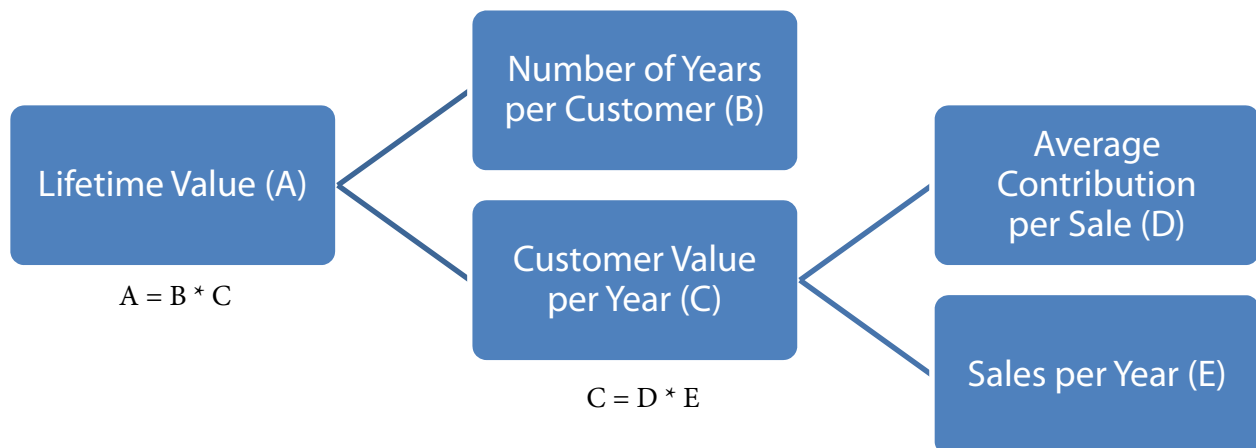 Number of Years
per Customer (B)
Lifetime Value (A)
A = B * C
Customer Value
per Year (C)
C = D * E
Average
Contribution
per Sale (D)
Sales per Year (E)